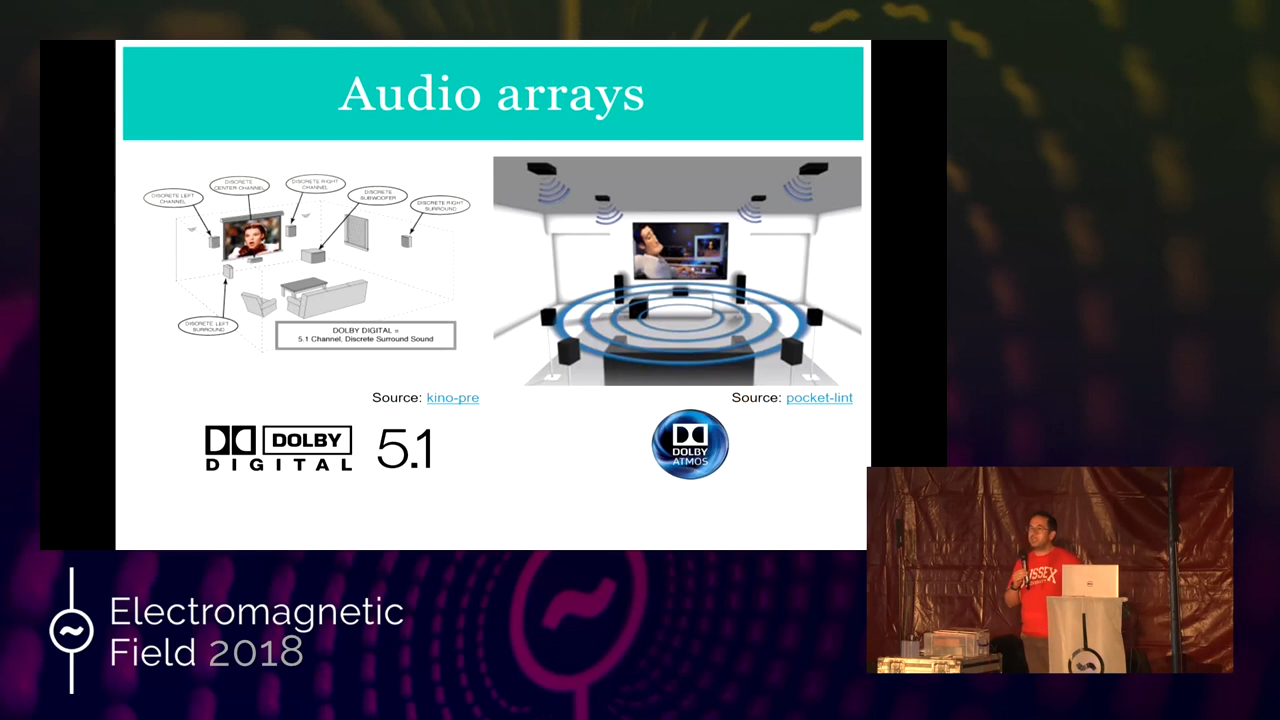 Audio arrays
DISCRETE LEFT
CHANNEL
DISCRETE
CENTER CHANNEL
DISCRETE RIGHT
CHANNEL
DISCRETE
SUBWOOFER
DISCRETE RIGHT
SURROUND
DISCRETE LEFT
SURROUND
DOLBY DIGITAL =
5.1 Channel, Discrete Surround Sound
Source: kino-pre
Source: pocket-lint
DOLBY
DIGITAL
5.1
DOLBY
ATMOS
USSEX
Electromagnetic
Field 2018